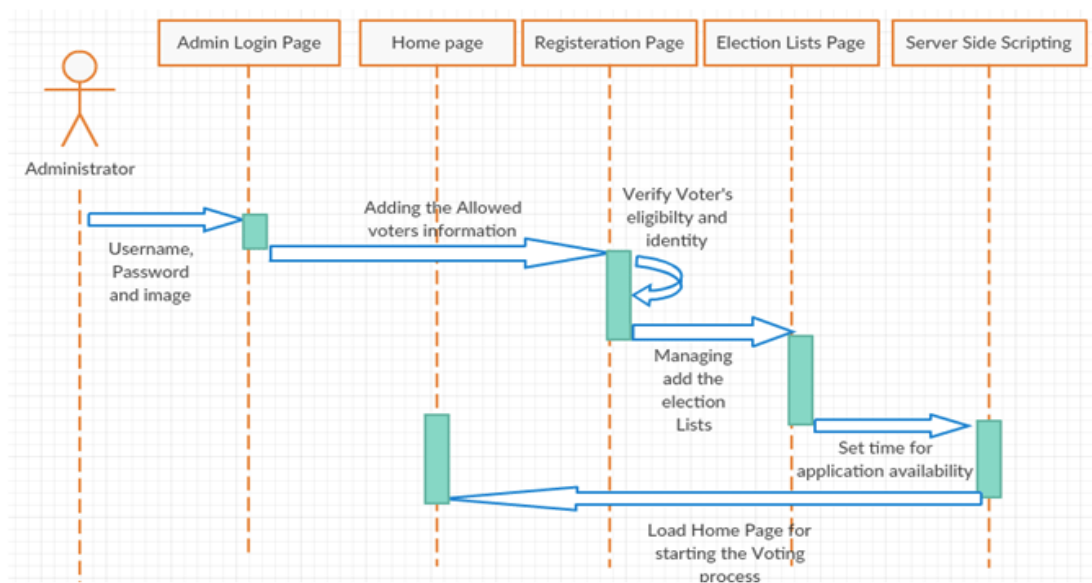 Admin Login Page
Home page
Registeration Page
Election Lists Page
Server Side Scripting
Administrator
Username,
Password
and image
Adding the Allowed
voters information
Verify Voter's
eligibilty and
identity
Managing
add the
election
Lists
Set time for
application availability
Load Home Page for
starting the Voting
process